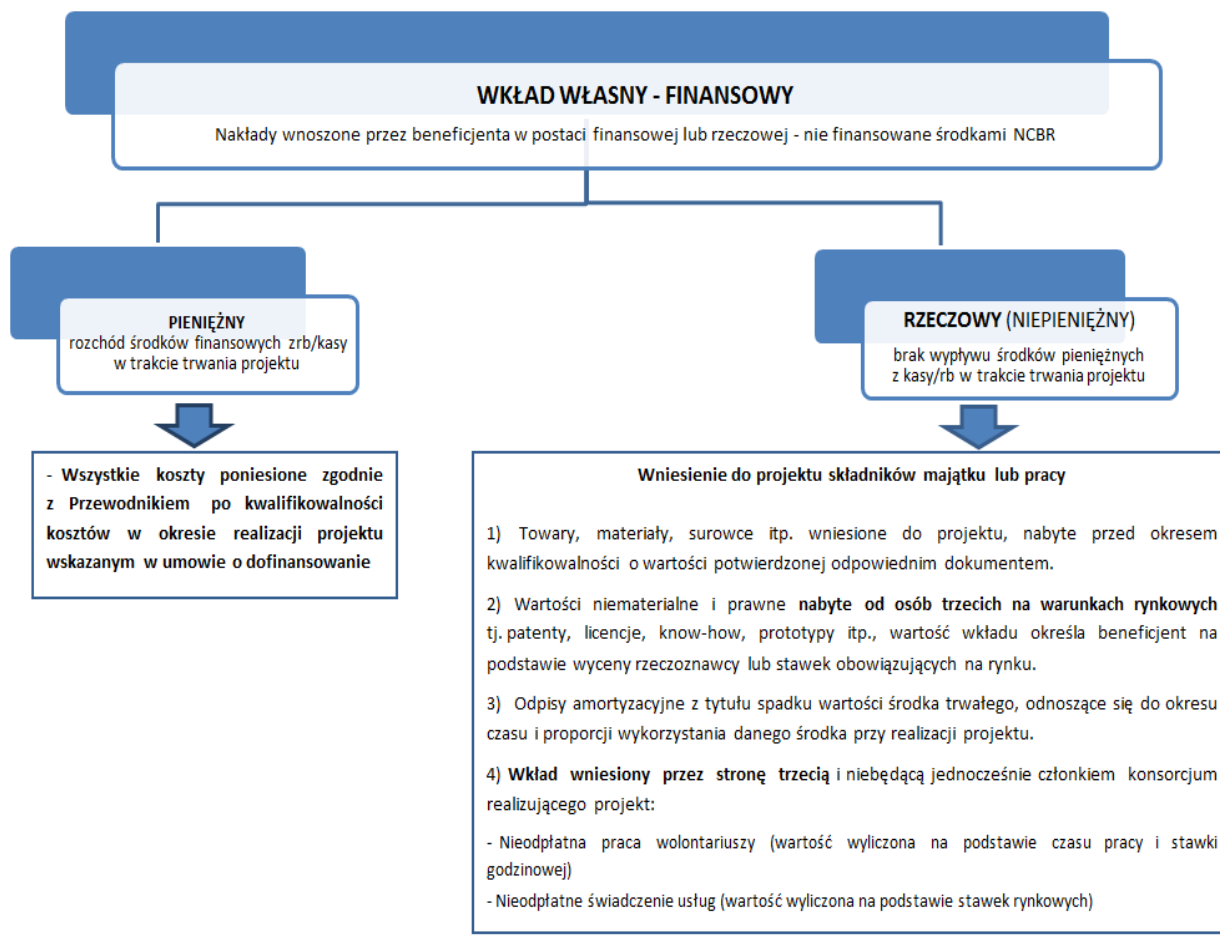 WKŁAD WŁASNY - FINANSOWY
Nakłady wnoszone przez beneficjenta w postaci finansowej lub rzeczowej - nie finansowane środkami NCBR
PIENIĘŻNY
rozchód środków finansowych zrb/kasy
w trakcie trwania projektu
RZECZOWY (NIEPIENIĘŻNY)
brak wypływu środków pieniężnych
z kasy/rb w trakcie trwania projektu
- Wszystkie koszty poniesione zgodnie
z Przewodnikiem po kwalifikowalności
kosztów w okresie realizacji projektu
wskazanym w umowie o dofinansowanie
Wniesienie do projektu składników majątku lub pracy
1) Towary, materiały, surowce itp. wniesione do projektu, nabyte przed okresem
kwalifikowalności o wartości potwierdzonej odpowiednim dokumentem.
2) Wartości niematerialne i prawne nabyte od osób trzecich na warunkach rynkowych
tj. patenty, licencje, know-how, prototypy itp., wartość wkładu określa beneficjent na
podstawie wyceny rzeczoznawcy lub stawek obowiązujących na rynku.
3) Odpisy amortyzacyjne z tytułu spadku wartości środka trwałego, odnoszące się do okresu
czasu i proporcji wykorzystania danego środka przy realizacji projektu.
4) Wkład wniesiony przez stronę trzecią i niebędącą jednocześnie członkiem konsorcjum
realizującego projekt:
- Nieodpłatna praca wolontariuszy (wartość wyliczona na podstawie czasu pracy i stawki
godzinowej)
- Nieodpłatne świadczenie usług (wartość wyliczona na podstawie stawek rynkowych)